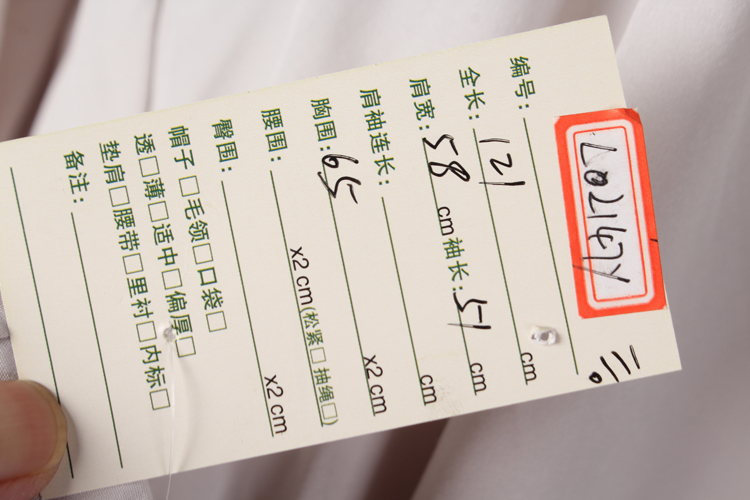 编号: L02147Y
全长: 121 cm
肩宽: 58 cm 袖长: 51 cm
肩袖连长: cm
胸围: 65 x2 cm
腰围: x2 cm(松紧□ 抽绳□)
臀围: x2 cm
帽子□毛领□口袋□
透□薄□适中□偏厚□
垫肩□腰带□里衬□内标□
备注: